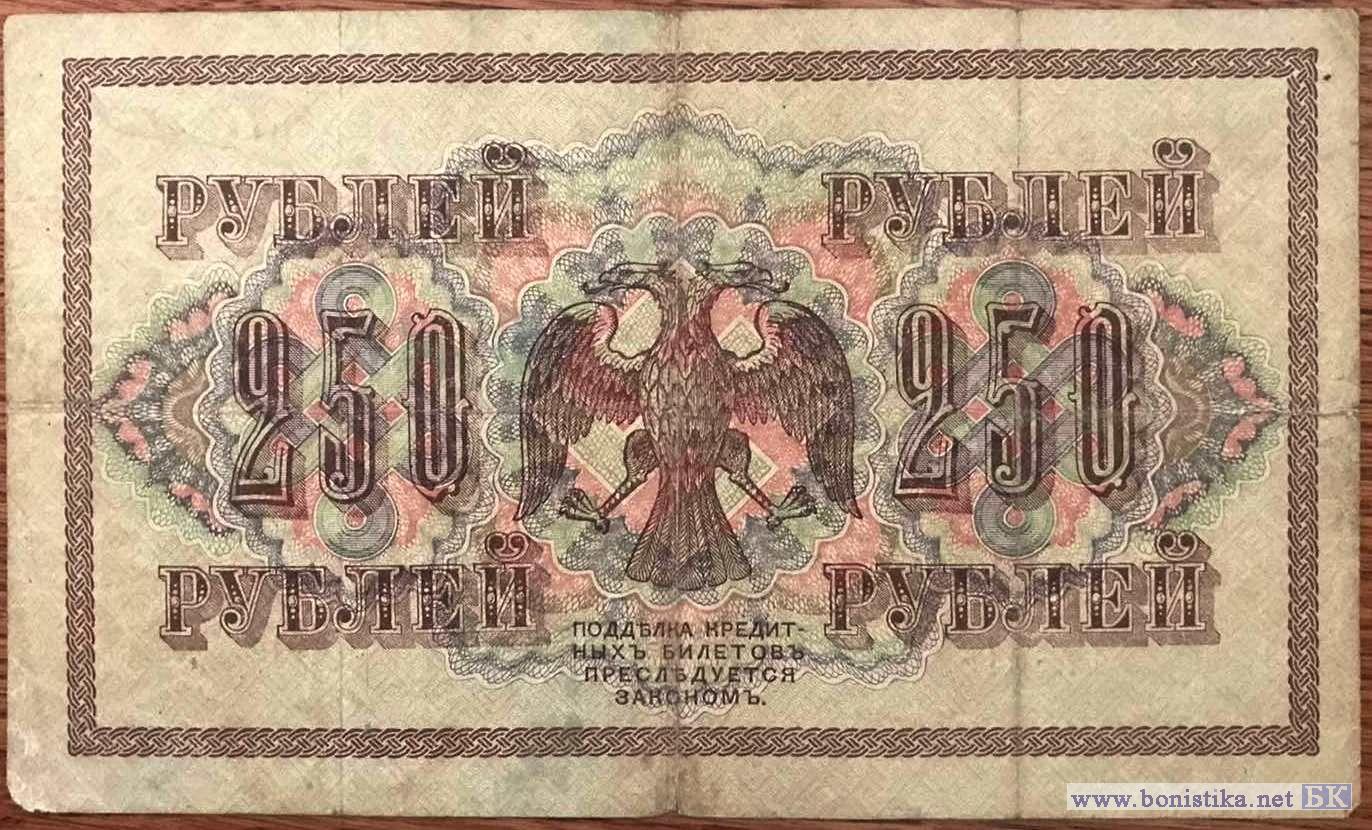 РУБЛЕЙ РУБЛЕЙ
250 250
РУБЛЕЙ РУБЛЕЙ
ПОДДѢЛКА КРЕДИТ-
НЫХЪ БИЛЕТОВЪ
ПРЕСЛѢДУЕТСЯ
ЗАКОНОМЪ.
www.bonistika.net БК